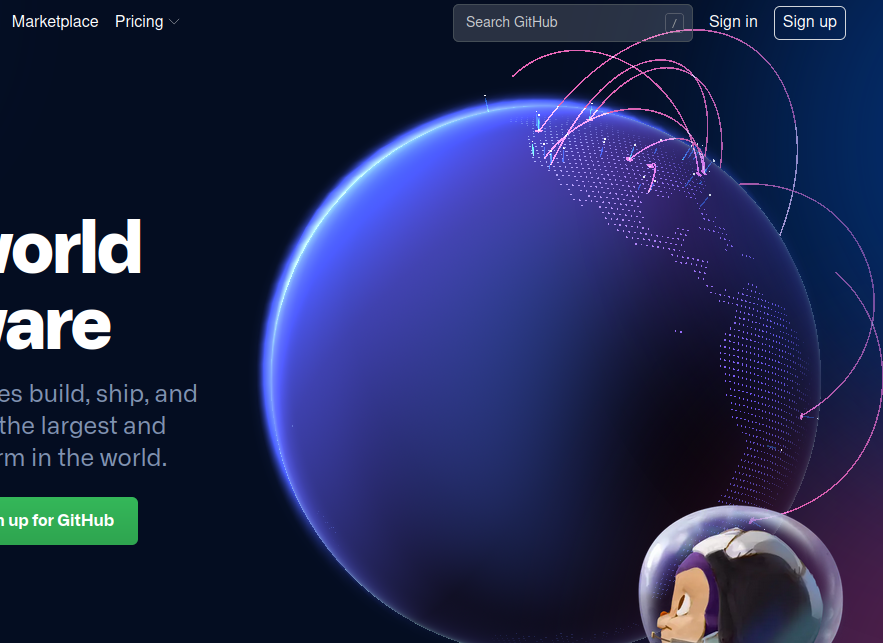 Marketplace Pricing Search GitHub / Sign in Sign up
world
ware
es build, ship, and
the largest and
rm in the world.
n up for GitHub